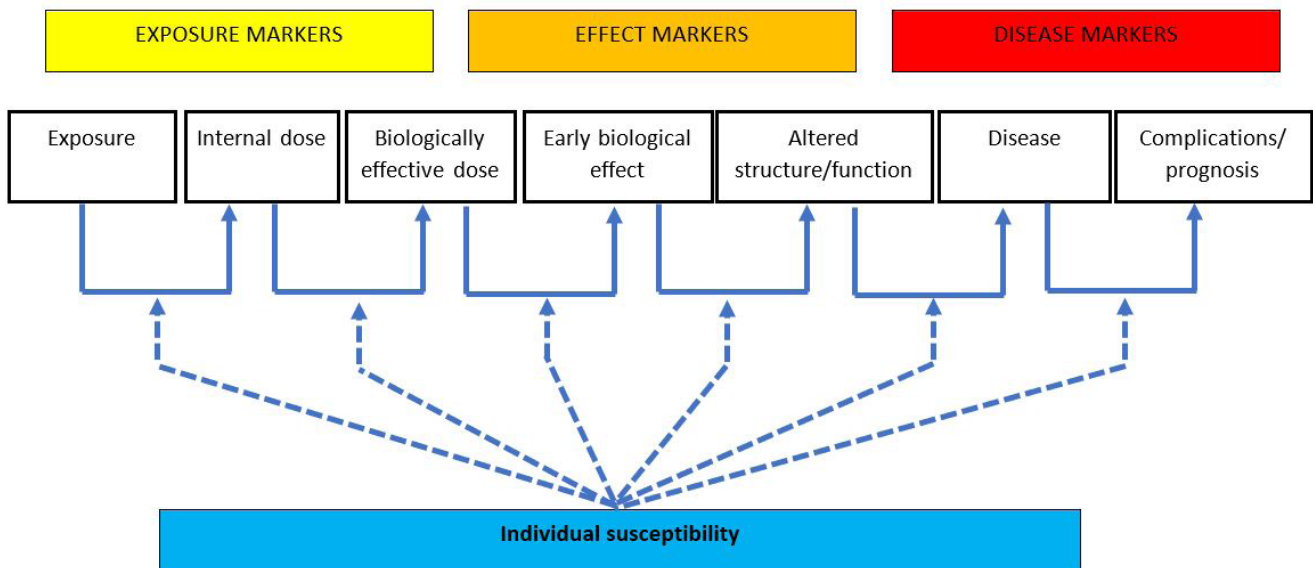 EXPOSURE MARKERS
EFFECT MARKERS
DISEASE MARKERS
Exposure
Internal dose
Biologically
effective dose
Early biological
effect
Altered
structure/function
Disease
Complications/
prognosis
Individual susceptibility